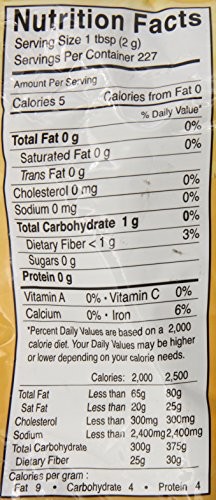 Nutrition Facts
Serving Size 1 tbsp (2 g)
Servings Per Container 227
Amount Per Serving
Calories 5 Calories from Fat 0
% Daily Value*
Total Fat 0 g 0%
Saturated Fat 0 g 0%
Trans Fat 0 g
Cholesterol 0 mg 0%
Sodium 0 mg 0%
Total Carbohydrate 1 g 0%
Dietary Fiber < 1 g 3%
Sugars 0 g
Protein 0 g
Vitamin A 0% · Vitamin C 0%
Calcium 0% · Iron 6%
*Percent Daily Values are based on a 2,000
calorie diet. Your Daily Values may be higher
or lower depending on your calorie needs.
Calories: 2,000 2,500
Total Fat Less than 65g 80g
Sat Fat Less than 20g 25g
Cholesterol Less than 300mg 300mg
Sodium Less than 2,400mg 2,400mg
Total Carbohydrate 300g 375g
Dietary Fiber 25g 30g
Calories per gram :
Fat 9 • Carbohydrate 4 • Protein 4